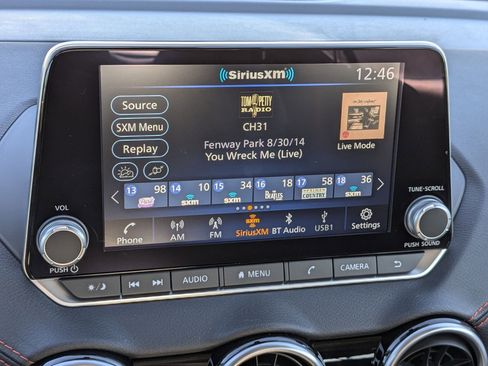 SiriusXM
12:46
TOM PETTY
RADIO
CH31
Source
SXM Menu
Replay
Fenway Park 8/30/14
You Wreck Me (Live)
Live Mode
13 98
14 10
sxm
15 34
sxm
16 18
BEATLES
17 58
COUNTRY
18 36
sxm
Phone
AM
FM
SiriusXM
BT Audio
USB1
Settings
VOL
PUSH
TUNE·SCROLL
PUSH SOUND
AUDIO
MENU
CAMERA